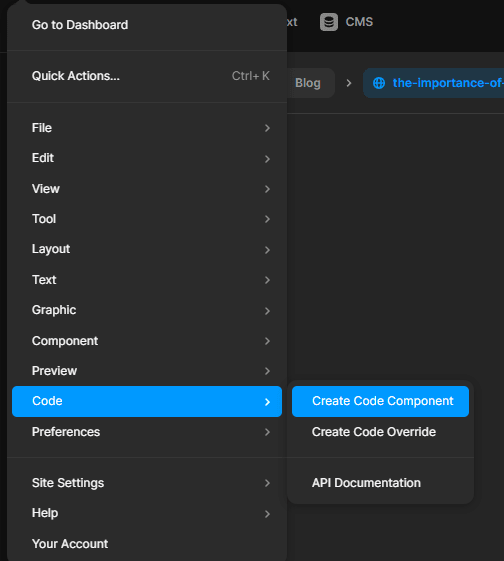 Go to Dashboard
xt
CMS
Quick Actions...
Ctrl+ K
Blog
the-importance-of-
File
Edit
View
Tool
Layout
Text
Graphic
Component
Preview
Code
Create Code Component
Preferences
Create Code Override
Site Settings
API Documentation
Help
Your Account